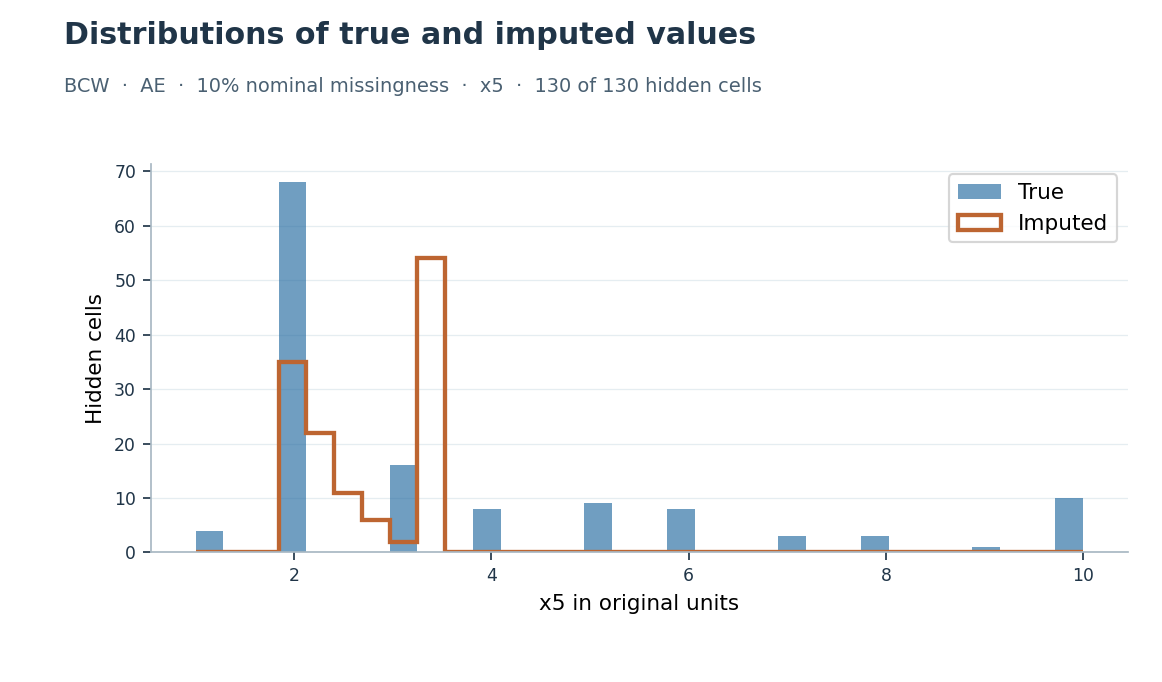 Distributions of true and imputed values
BCW · AE · 10% nominal missingness · x5 · 130 of 130 hidden cells
70
60
50
40
30
20
10
0
Hidden cells
True
Imputed
2 4 6 8 10
x5 in original units